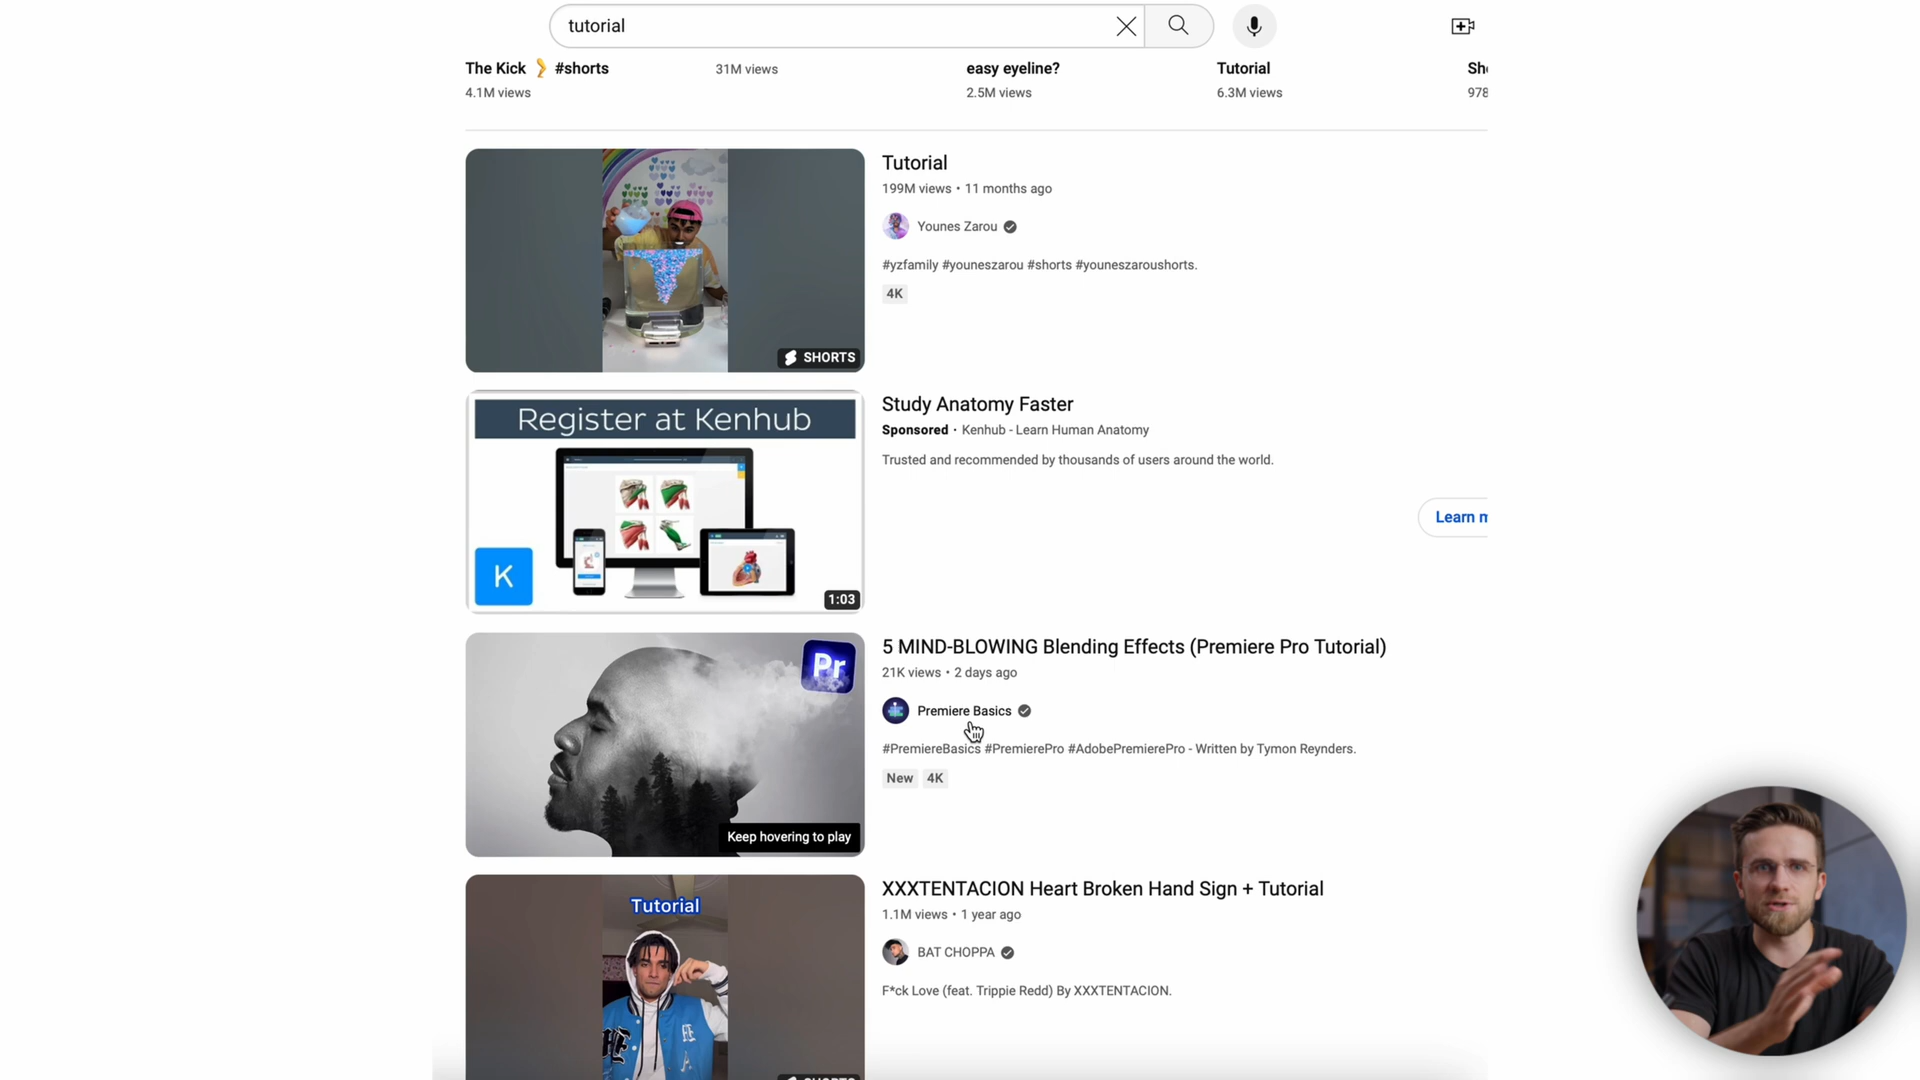 tutorial
The Kick #shorts
4.1M views
31M views
easy eyeline?
2.5M views
Tutorial
6.3M views
Sh
978
Tutorial
199M views • 11 months ago
Younes Zarou
#yzfamily #youneszarou #shorts #youneszaroushorts.
4K
SHORTS
Register at Kenhub
K
1:03
Study Anatomy Faster
Sponsored · Kenhub - Learn Human Anatomy
Trusted and recommended by thousands of users around the world.
Learn m
Pr
Keep hovering to play
5 MIND-BLOWING Blending Effects (Premiere Pro Tutorial)
21K views • 2 days ago
Premiere Basics
#PremiereBasics #PremierePro #AdobePremierePro - Written by Tymon Reynders.
New 4K
Tutorial
XXXTENTACION Heart Broken Hand Sign + Tutorial
1.1M views • 1 year ago
BAT CHOPPA
F*ck Love (feat. Trippie Redd) By XXXTENTACION.
SHORTS